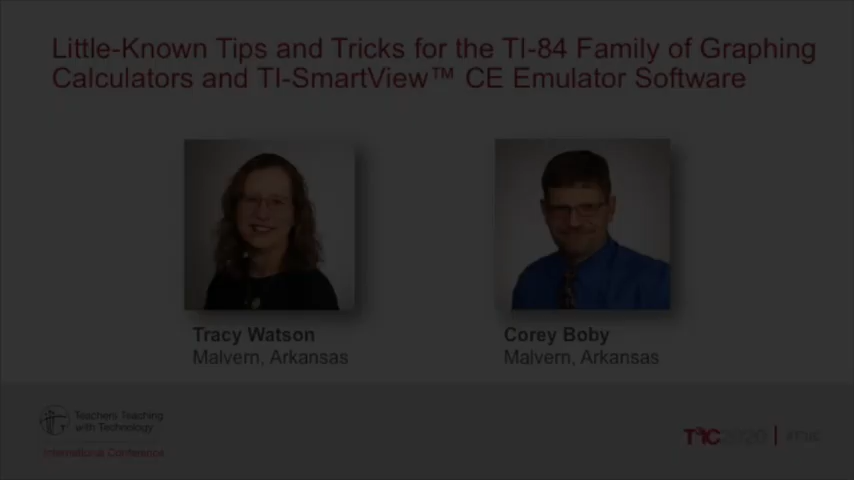 Little-Known Tips and Tricks for the TI-84 Family of Graphing
Calculators and TI-SmartView™ CE Emulator Software
Tracy Watson
Malvern, Arkansas
Corey Boby
Malvern, Arkansas
Teachers Teaching
with Technology
International Conference
T³IC2020